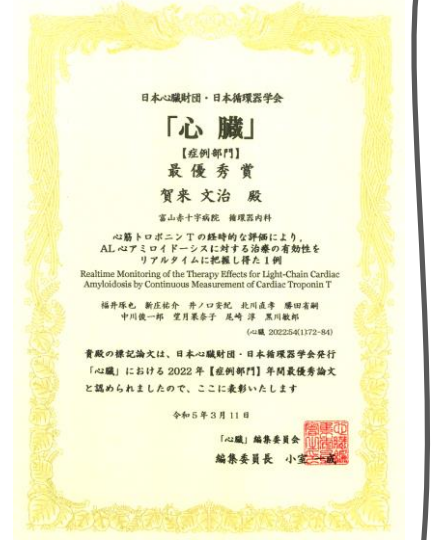 日本心臓財団・日本循環器学会
「心 臓」
【症例部門】
最 優 秀 賞
賀来 文治 殿
富山赤十字病院 循環器内科
心筋トロポニンTの経時的な評価により，
AL心アミロイドーシスに対する治療の有効性を
リアルタイムに把握し得た1例
Realtime Monitoring of the Therapy Effects for Light-Chain Cardiac
Amyloidosis by Continuous Measurement of Cardiac Troponin T
福井琢也 新庄祐介 井ノ口安紀 北川直孝 勝田省嗣
中川俊一郎 望月果奈子 尾崎 淳 黒川敏郎
(心臓 2022;54(1):72-84)
貴殿の標記論文は、日本心臓財団・日本循環器学会発行
「心臓」における 2022 年【症例部門】年間最優秀論文
と認められましたので、ここに表彰いたします
令和５年３月11日
「心臓」編集委員会
編集委員長 小室 一成